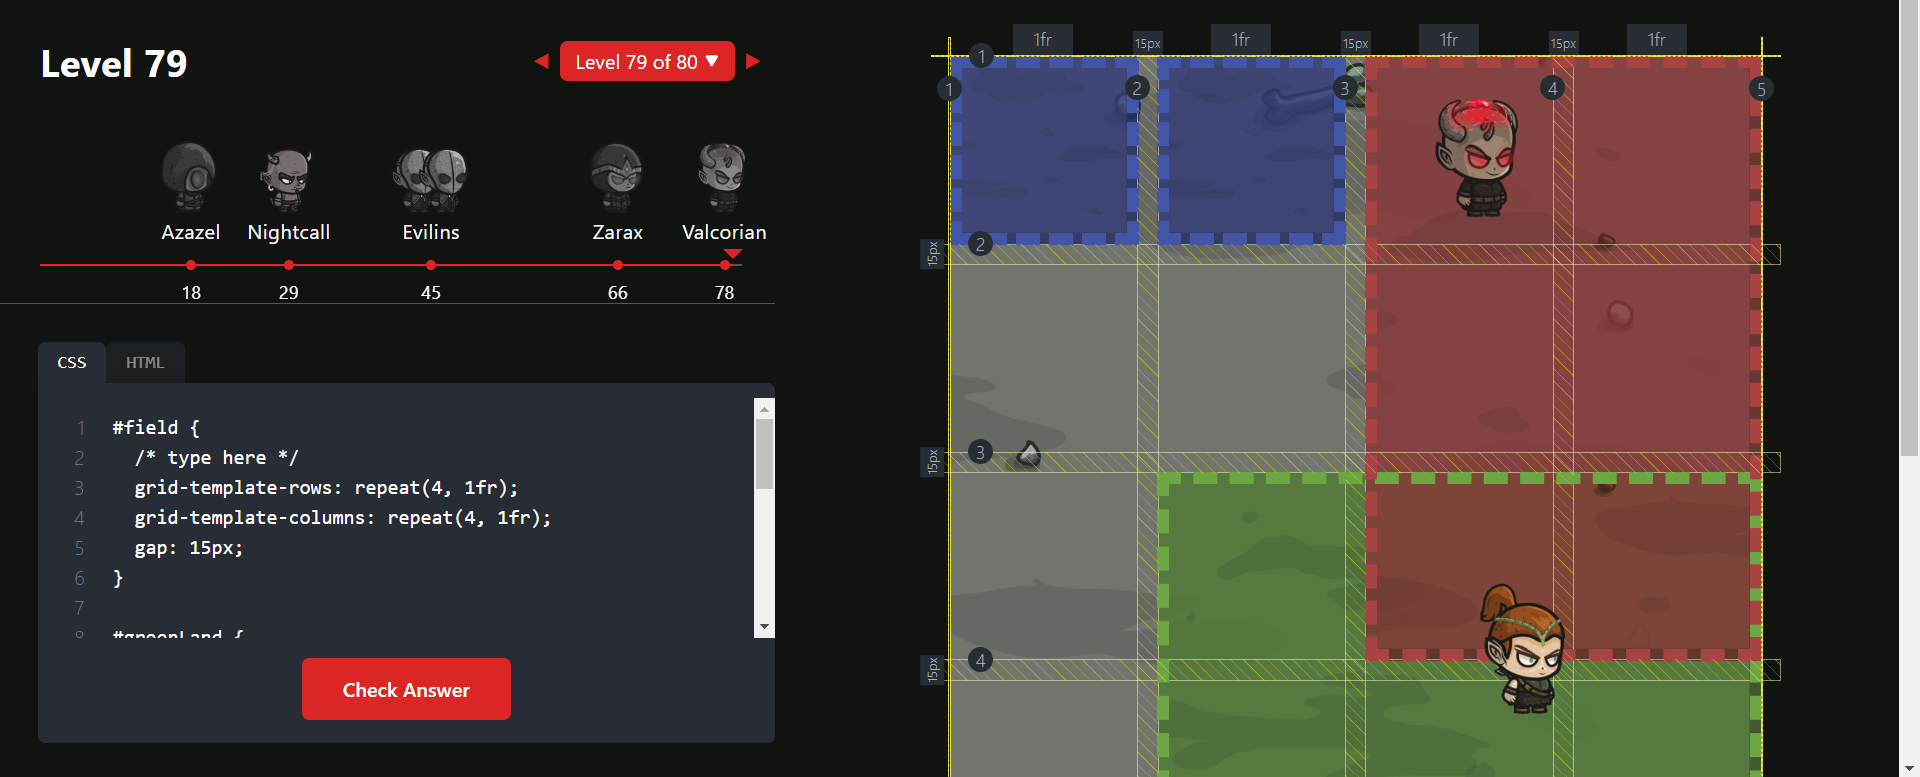 Level 79
Level 79 of 80 ▼
Azazel
Nightcall
Evilins
Zarax
Valcorian
18
29
45
66
78
CSS
HTML
1 #field {
2 /* type here */
3 grid-template-rows: repeat(4, 1fr);
4 grid-template-columns: repeat(4, 1fr);
5 gap: 15px;
6 }
7
8 #greenLand {
Check Answer
1fr
15px
1fr
15px
1fr
15px
1fr
1
1
2
3
4
5
2
15px
3
15px
4
15px